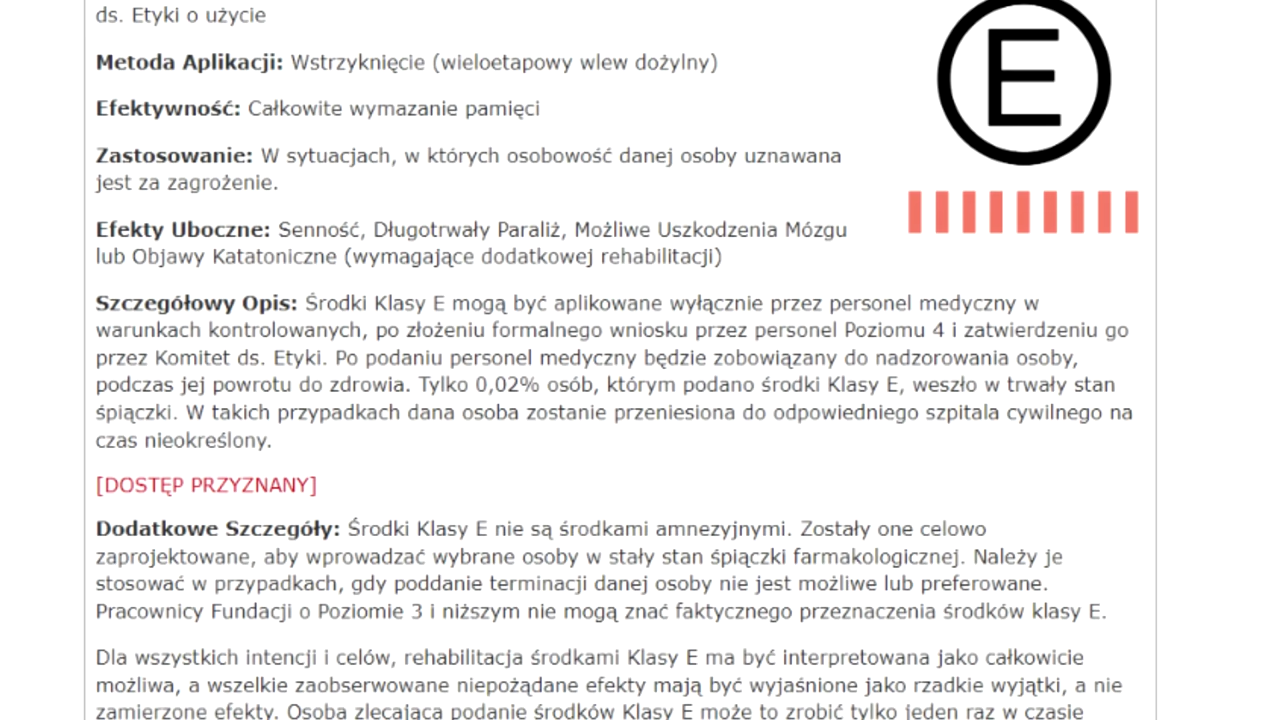 ds. Etyki o użycie
Metoda Aplikacji: Wstrzyknięcie (wieloetapowy wlew dożylny)
Efektywność: Całkowite wymazanie pamięci
Zastosowanie: W sytuacjach, w których osobowość danej osoby uznawana
jest za zagrożenie.
Efekty Uboczne: Senność, Długotrwały Paraliż, Możliwe Uszkodzenia Mózgu
lub Objawy Katatoniczne (wymagające dodatkowej rehabilitacji)
E
Szczegółowy Opis: Środki Klasy E mogą być aplikowane wyłącznie przez personel medyczny w
warunkach kontrolowanych, po złożeniu formalnego wniosku przez personel Poziomu 4 i zatwierdzeniu go
przez Komitet ds. Etyki. Po podaniu personel medyczny będzie zobowiązany do nadzorowania osoby,
podczas jej powrotu do zdrowia. Tylko 0,02% osób, którym podano środki Klasy E, weszło w trwały stan
śpiączki. W takich przypadkach dana osoba zostanie przeniesiona do odpowiedniego szpitala cywilnego na
czas nieokreślony.
[DOSTĘP PRZYZNANY]
Dodatkowe Szczegóły: Środki Klasy E nie są środkami amnezyjnymi. Zostały one celowo
zaprojektowane, aby wprowadzać wybrane osoby w stały stan śpiączki farmakologicznej. Należy je
stosować w przypadkach, gdy poddanie terminacji danej osoby nie jest możliwe lub preferowane.
Pracownicy Fundacji o Poziomie 3 i niższym nie mogą znać faktycznego przeznaczenia środków klasy E.
Dla wszystkich intencji i celów, rehabilitacja środkami Klasy E ma być interpretowana jako całkowicie
możliwa, a wszelkie zaobserwowane niepożądane efekty mają być wyjaśnione jako rzadkie wyjątki, a nie
zamierzone efekty. Osoba zlecająca podanie środków Klasy E może to zrobić tylko jeden raz w czasie